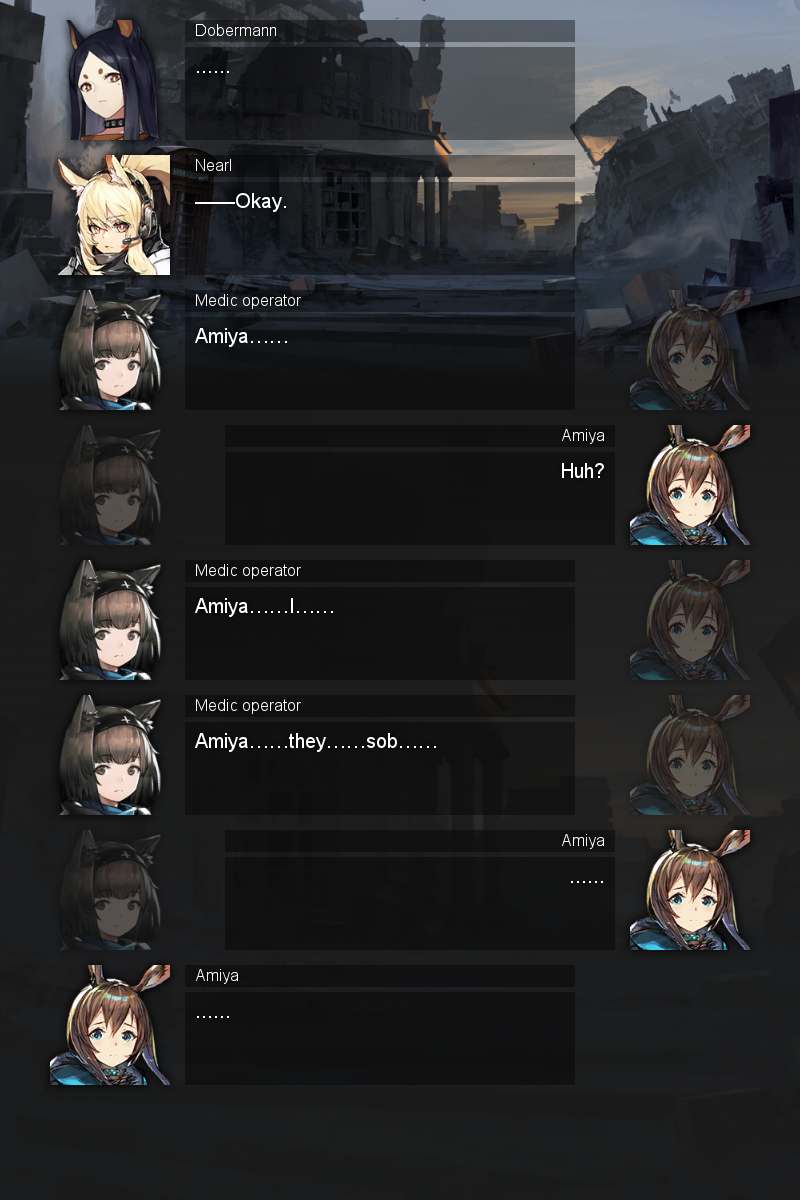 Dobermann
……
Nearl
——Okay.
Medic operator
Amiya……
Amiya
Huh?
Medic operator
Amiya……I……
Medic operator
Amiya……they……sob……
Amiya
……
Amiya
……